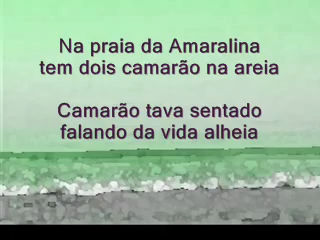 Na praia da Amaralina
tem dois camarão na areia
Camarão tava sentado
falando da vida alheia